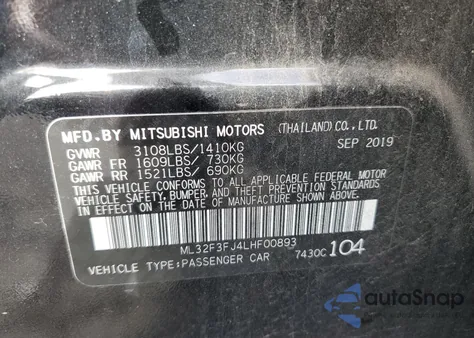 MFD.BY MITSUBISHI MOTORS (THAILAND)CO.,LTD.
GVWR 3108LBS/1410KG SEP 2019
GAWR FR 1609LBS/ 730KG
GAWR RR 1521LBS/ 690KG
THIS VEHICLE CONFORMS TO ALL APPLICABLE FEDERAL MOTOR
VEHICLE SAFETY, BUMPER, AND THEFT PREVENTION STANDARDS
IN EFFECT ON THE DATE OF MANUFACTURE SHOWN ABOVE.
ML32F3FJ4LHF00893
VEHICLE TYPE:PASSENGER CAR 7430C 104
autoSnap